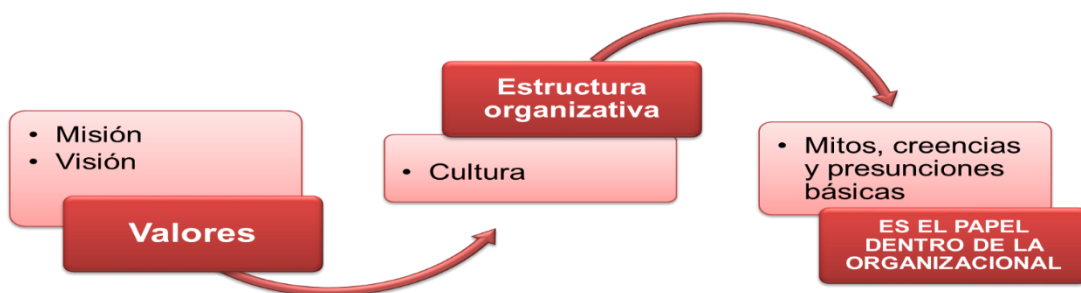 • Misión
• Visión
Valores
Estructura
organizativa
• Cultura
• Mitos, creencias
y presunciones
básicas
ES EL PAPEL
DENTRO DE LA
ORGANIZACIONAL